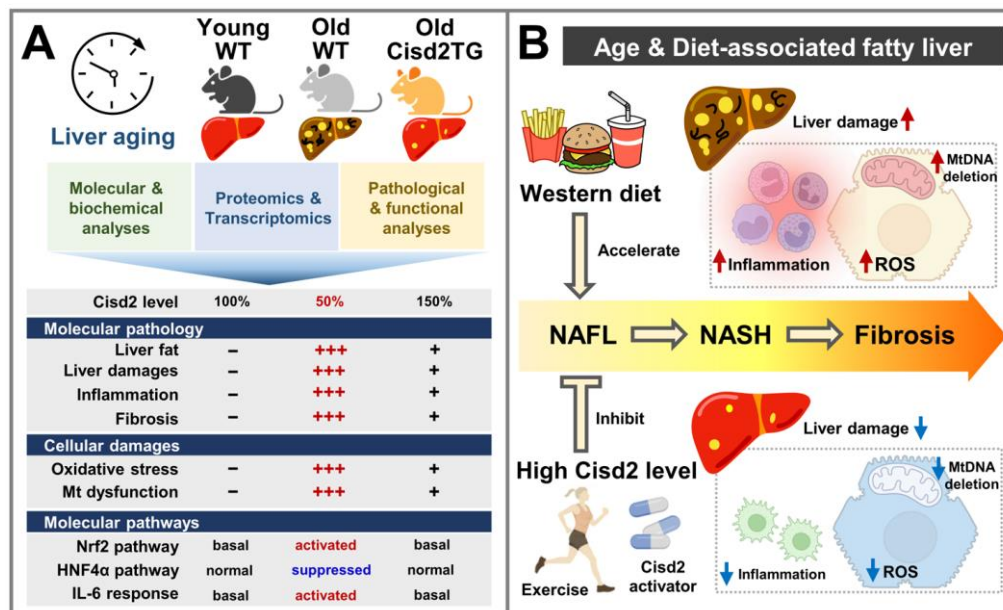 A
Young
WT
Old
WT
Old
Cisd2TG
Liver aging
Molecular &
biochemical
analyses
Proteomics &
Transcriptomics
Pathological
& functional
analyses
Cisd2 level 100% 50% 150%
Molecular pathology
Liver fat – +++ +
Liver damages – +++ +
Inflammation – +++ +
Fibrosis – +++ +
Cellular damages
Oxidative stress – +++ +
Mt dysfunction – +++ +
Molecular pathways
Nrf2 pathway basal activated basal
HNF4α pathway normal suppressed normal
IL-6 response basal activated basal
B
Age & Diet-associated fatty liver
Western diet
Accelerate
Liver damage
MtDNA
deletion
Inflammation
ROS
NAFL NASH Fibrosis
Inhibit
High Cisd2 level
Exercise
Cisd2
activator
Liver damage
MtDNA
deletion
Inflammation
ROS